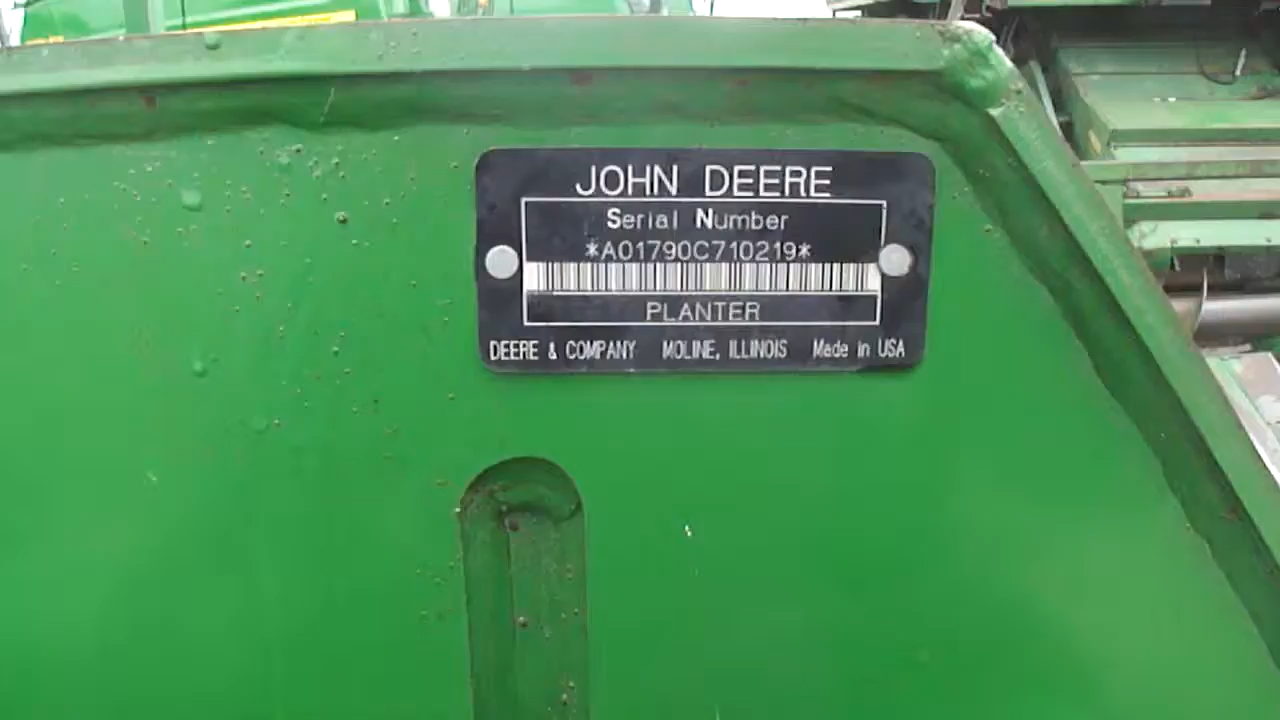 JOHN DEERE
Serial Number
*A01790C710219*
PLANTER
DEERE & COMPANY MOLINE, ILLINOIS Made in USA